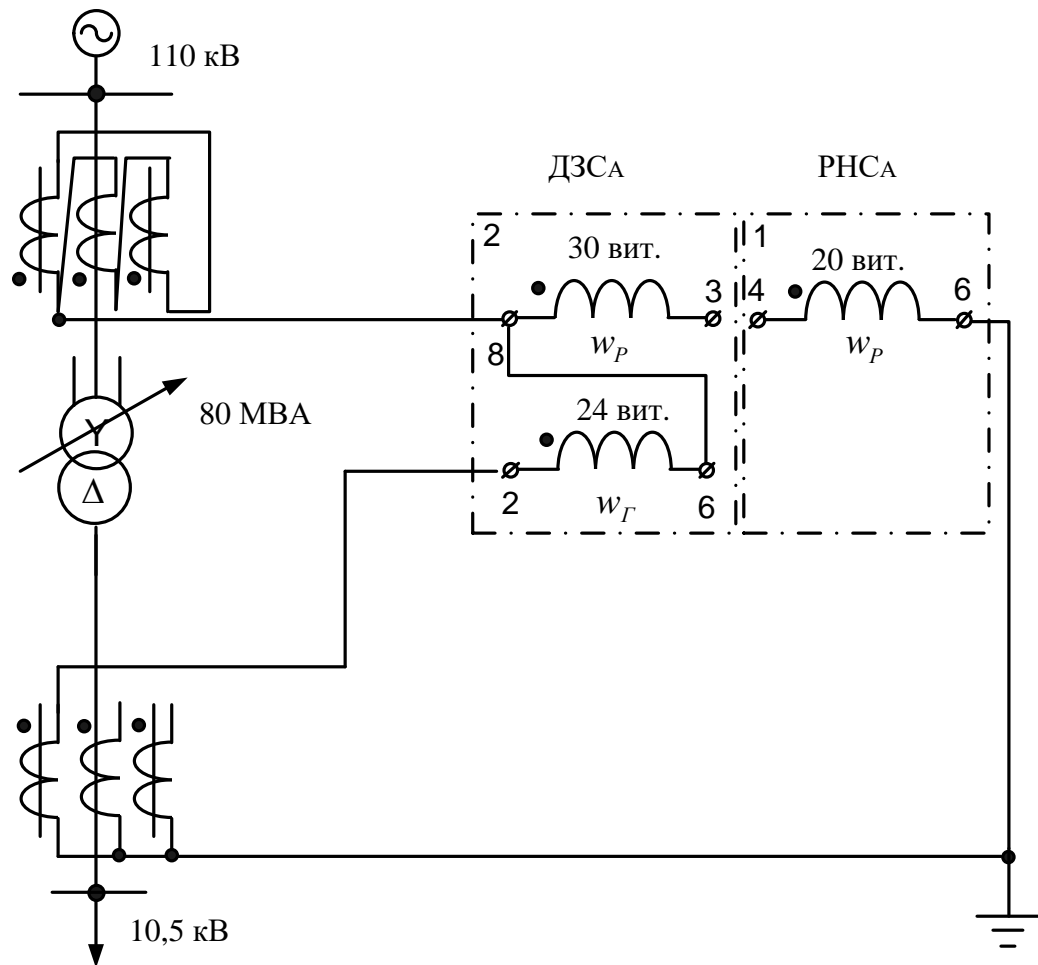 110 кВ
ДЗСА
РНСА
2
30 вит.
3
8
wР
1
20 вит.
4
6
wР
Y
Δ
80 МВА
24 вит.
2
6
wГ
10,5 кВ